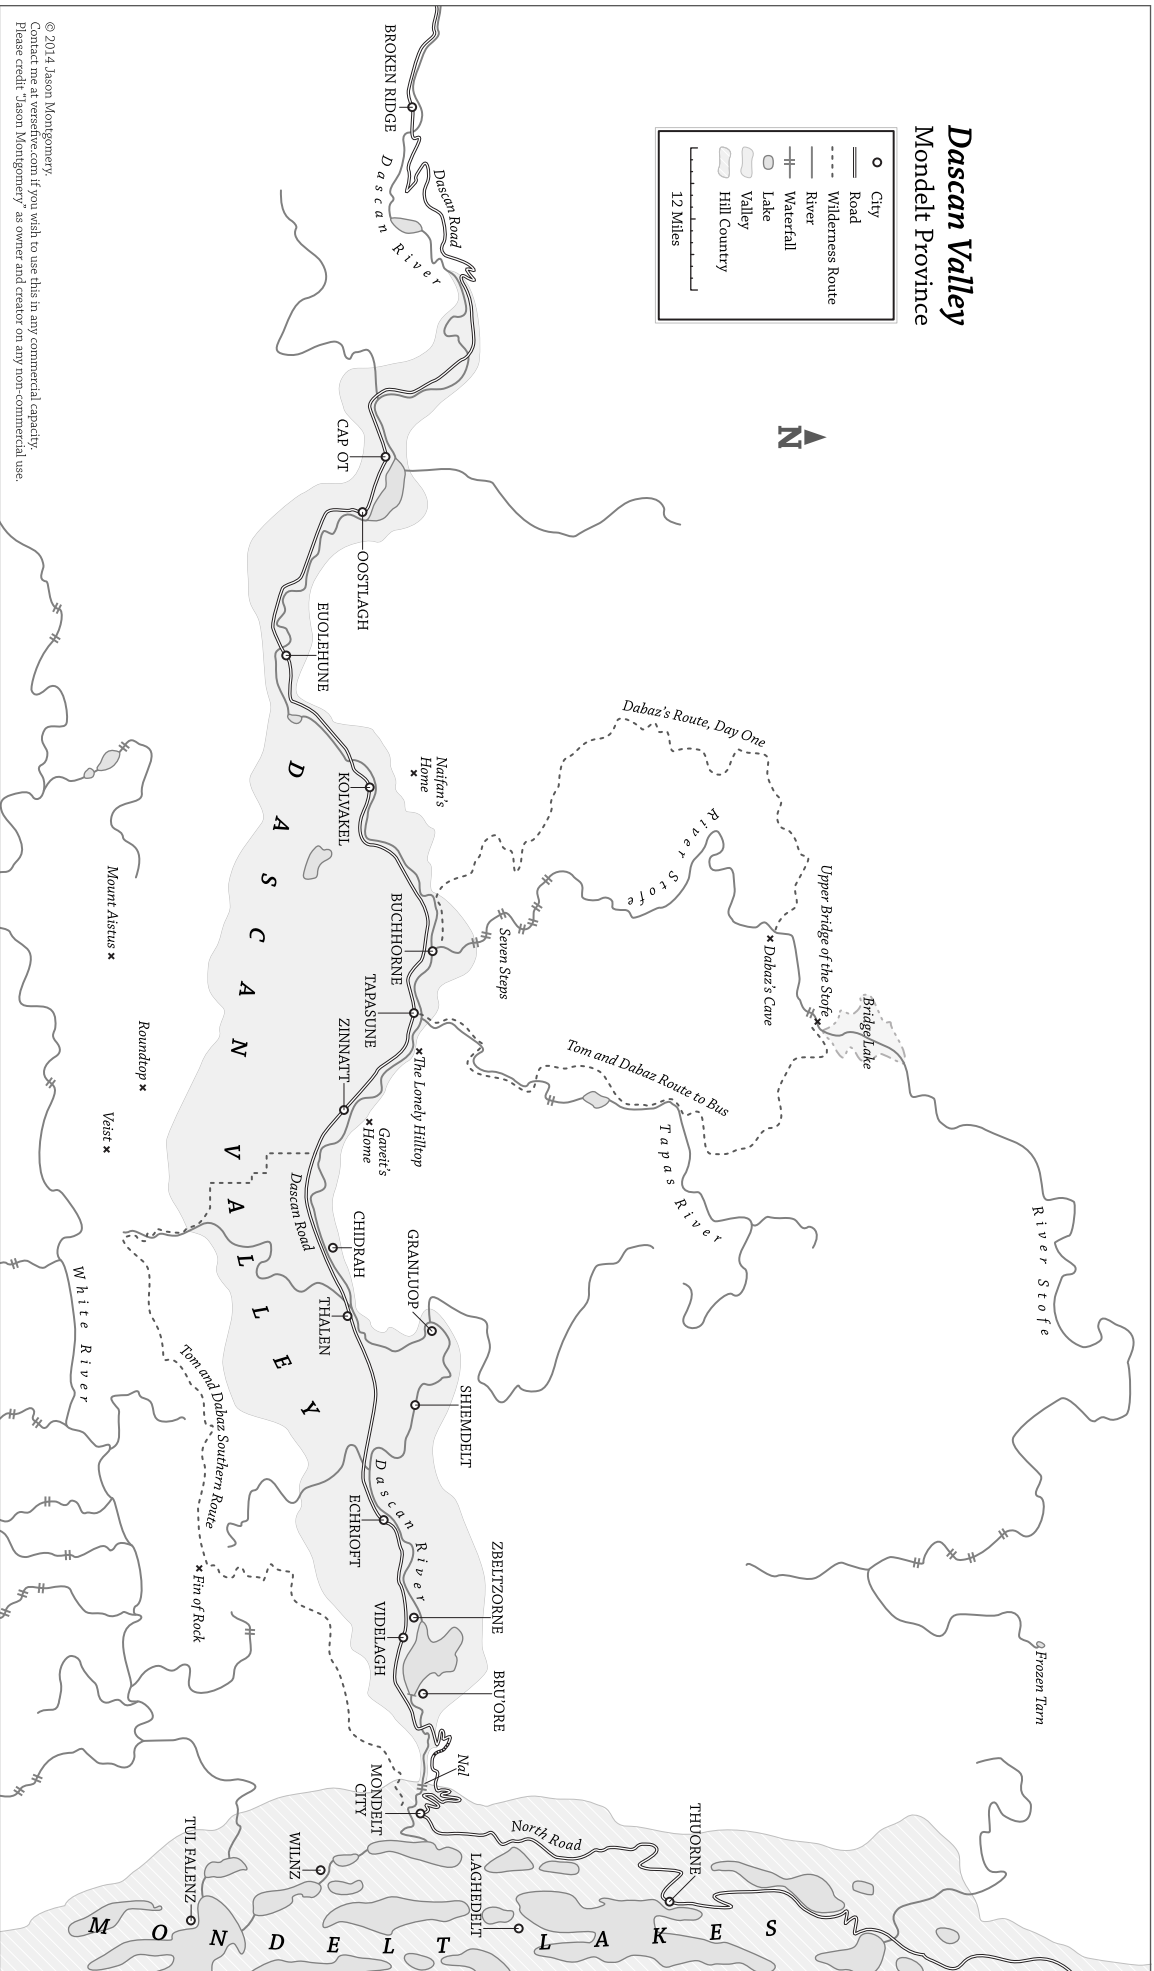 Dascan Valley
Mondelt Province
City
Road
Wilderness Route
River
Waterfall
Lake
Valley
Hill Country
12 Miles
N
BROKEN RIDGE
Dascan Road
Dascan River
CAP OT
OOSTLAGH
EUOLEHUNE
Naifan's
Home
KOLVAKEL
BUCHHORNE
TAPASUNE
ZINNATT
Dabaz's Route, Day One
River Stofe
Seven Steps
Upper Bridge of the Stofe
Dabaz's Cave
Bridge Lake
Tom and Dabaz Route to Bus
Tapas River
The Lonely Hilltop
Gaveit's
Home
River Stofe
Frozen Tarn
DASCAN VALLEY
Dascan Road
CHIDRAH
GRANLUOP
THALEN
SHIEMDELT
Dascan River
ECHRIOFT
ZBELTZORNE
VIDELAGH
BRU'ORE
Nal
MONDELT
CITY
North Road
THUORNE
LAGHEDELT
WILNZ
TUL FALENZ
MONDELT LAKES
Mount Aistus
Roundtop
Veist
White River
Tom and Dabaz Southern Route
Fin of Rock
© 2014 Jason Montgomery.
Contact me at versefive.com if you wish to use this in any commercial capacity.
Please credit "Jason Montgomery" as owner and creator on any non-commercial use.